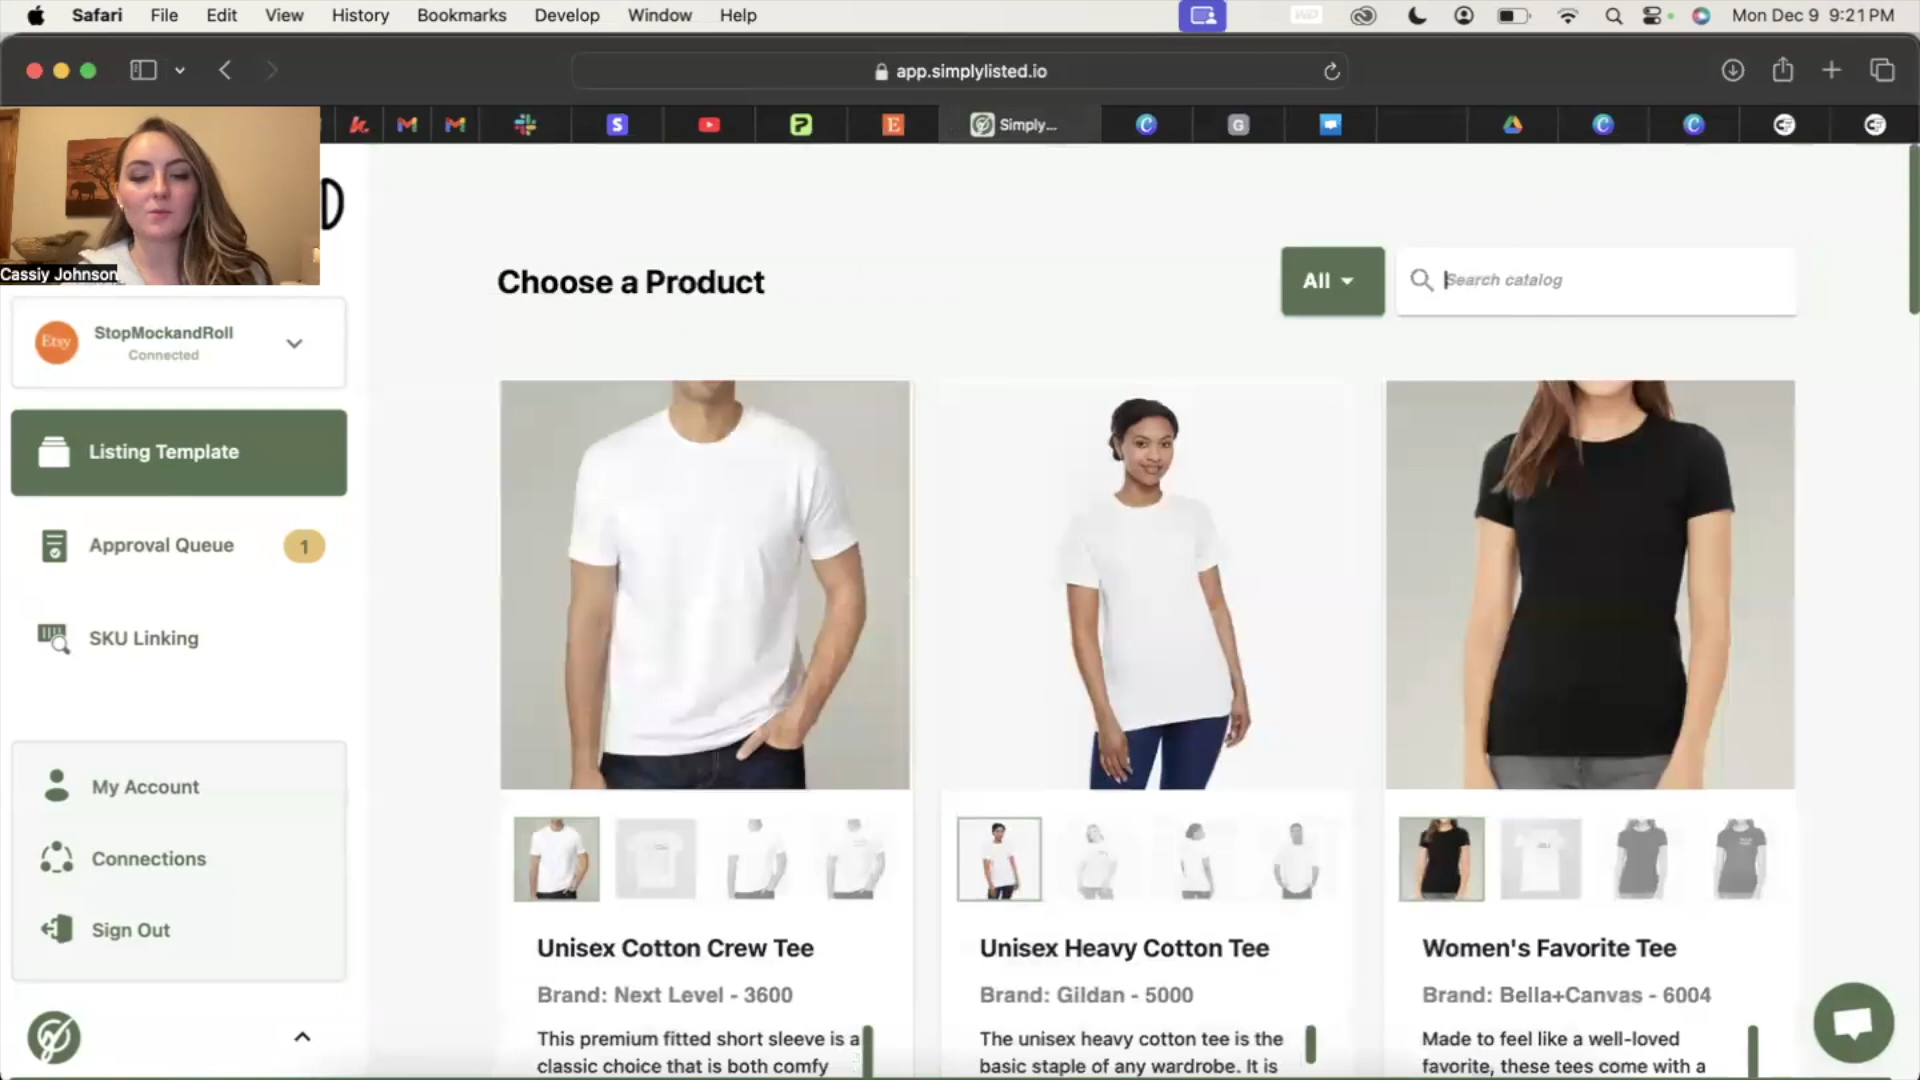 Safari File Edit View History Bookmarks Develop Window Help
Mon Dec 9 9:21 PM
app.simplylisted.io
Simply...
Cassiy Johnson
D
Etsy
StopMockandRoll
Connected
Listing Template
Approval Queue 1
SKU Linking
My Account
Connections
Sign Out
Choose a Product
All
Search catalog
Unisex Cotton Crew Tee
Brand: Next Level - 3600
This premium fitted short sleeve is a
classic choice that is both comfy
Unisex Heavy Cotton Tee
Brand: Gildan - 5000
The unisex heavy cotton tee is the
basic staple of any wardrobe. It is
Women's Favorite Tee
Brand: Bella+Canvas - 6004
Made to feel like a well-loved
favorite, these tees come with a